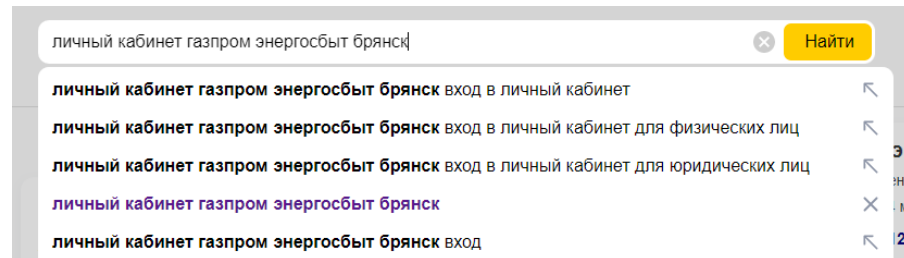 личный кабинет газпром энергосбыт брянск
Найти
личный кабинет газпром энергосбыт брянск вход в личный кабинет
личный кабинет газпром энергосбыт брянск вход в личный кабинет для физических лиц
личный кабинет газпром энергосбыт брянск вход в личный кабинет для юридических лиц
личный кабинет газпром энергосбыт брянск
личный кабинет газпром энергосбыт брянск вход